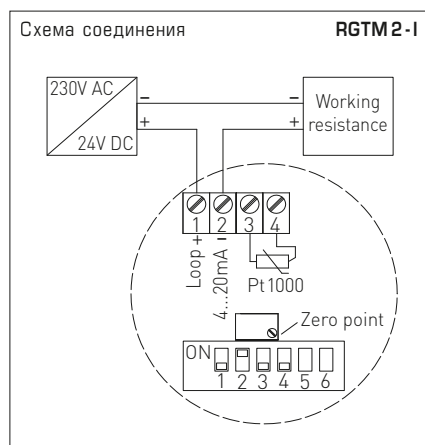 Схема соединения RGTM 2 - I
230V AC
24V DC
–
+
–
+
Working
resistance
1 2 3 4
Loop +
4...20mA –
Pt1000
Zero point
ON
1 2 3 4 5 6